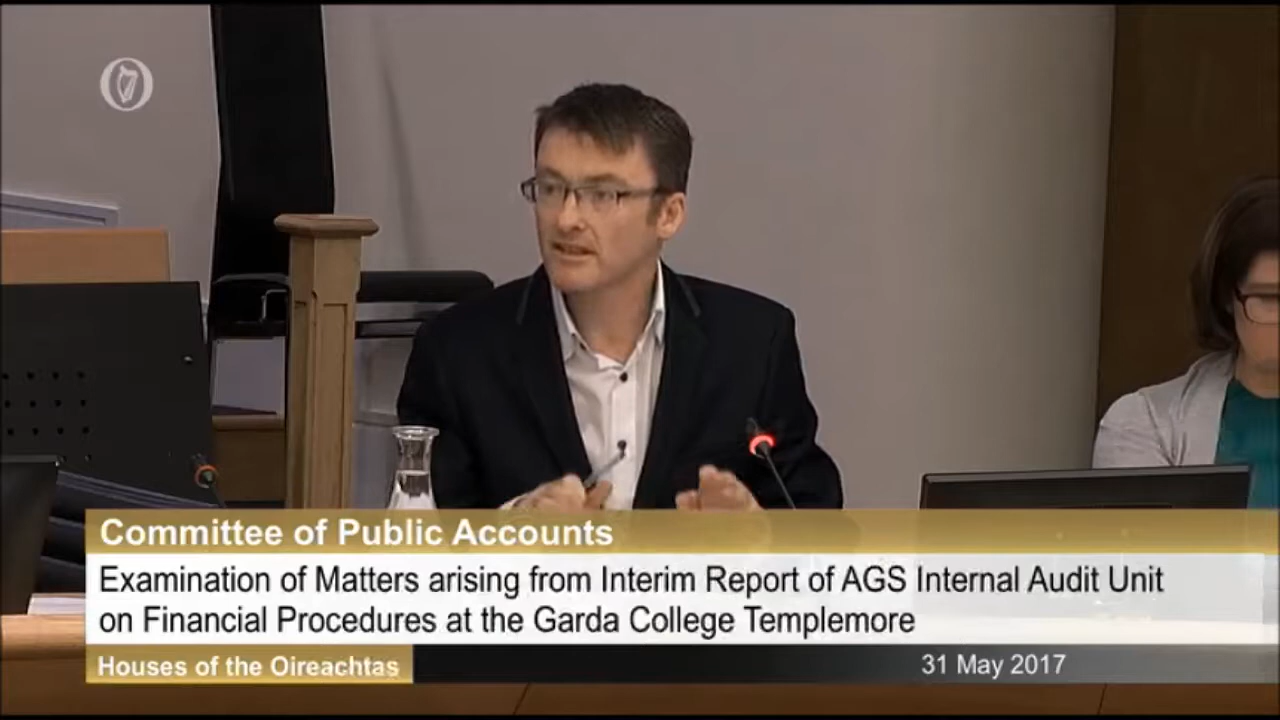 Committee of Public Accounts
Examination of Matters arising from Interim Report of AGS Internal Audit Unit
on Financial Procedures at the Garda College Templemore
Houses of the Oireachtas
31 May 2017